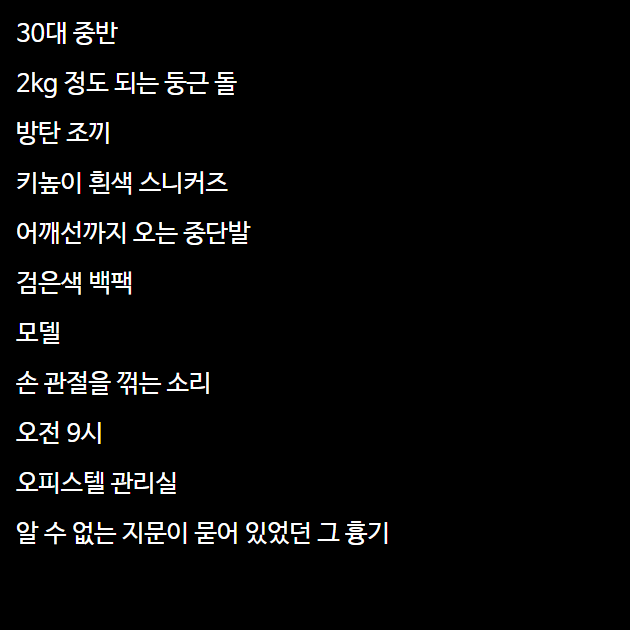 30대 중반
2kg 정도 되는 둥근 돌
방탄 조끼
키높이 흰색 스니커즈
어깨선까지 오는 중단발
검은색 백팩
모델
손 관절을 꺾는 소리
오전 9시
오피스텔 관리실
알 수 없는 지문이 묻어 있었던 그 흉기